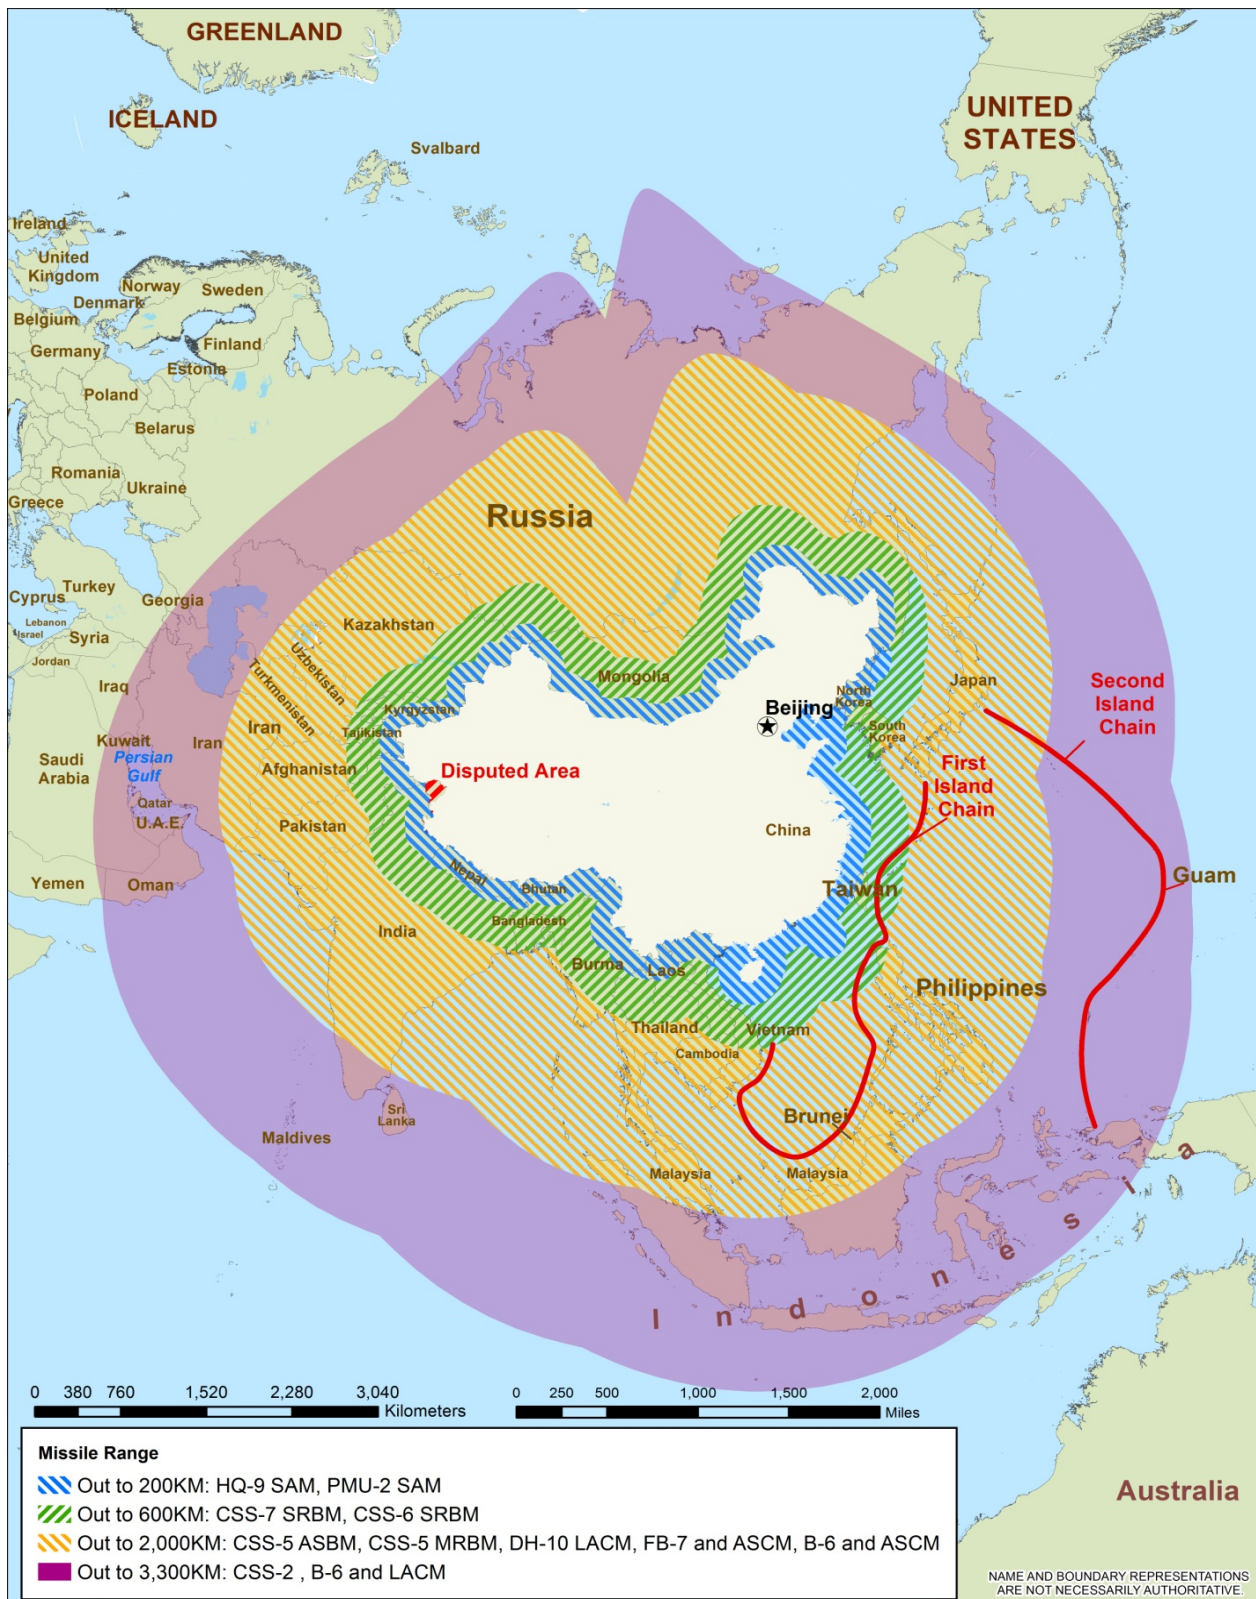 GREENLAND
ICELAND
UNITED
STATES
Svalbard
Ireland
United
Kingdom
Norway
Sweden
Denmark
Belgium
Finland
Germany
Estonia
Poland
Belarus
Romania
Ukraine
Greece
Russia
Turkey
Cyprus
Georgia
Lebanon
Israel
Syria
Jordan
Kazakhstan
Uzbekistan
Turkmenistan
Mongolia
Kyrgyzstan
Tajikistan
North
Korea
Beijing
South
Korea
Japan
Second
Island
Chain
Iraq
Kuwait
Iran
Iran
Saudi
Arabia
Persian
Gulf
Afghanistan
Disputed Area
First
Island
Chain
Qatar
U.A.E.
Pakistan
China
Yemen
Oman
Nepal
Bhutan
Taiwan
Guam
Bangladesh
India
Burma
Laos
Philippines
Thailand
Vietnam
Cambodia
Sri
Lanka
Maldives
Brunei
Malaysia
Malaysia
I n d o n e s i a
Australia
0 380 760 1,520 2,280 3,040
Kilometers
0 250 500 1,000 1,500 2,000
Miles
Missile Range
Out to 200KM: HQ-9 SAM, PMU-2 SAM
Out to 600KM: CSS-7 SRBM, CSS-6 SRBM
Out to 2,000KM: CSS-5 ASBM, CSS-5 MRBM, DH-10 LACM, FB-7 and ASCM, B-6 and ASCM
Out to 3,300KM: CSS-2 , B-6 and LACM
NAME AND BOUNDARY REPRESENTATIONS
ARE NOT NECESSARILY AUTHORITATIVE.